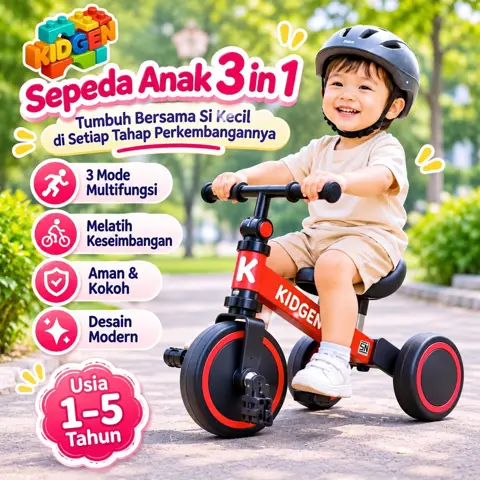 KIDGEN
Sepeda Anak 3 in 1
Tumbuh Bersama Si Kecil
di Setiap Tahap Perkembangannya
3 Mode
Multifungsi
Melatih
Keseimbangan
Aman &
Kokoh
Desain
Modern
Usia
1-5
Tahun
K
KIDGEN